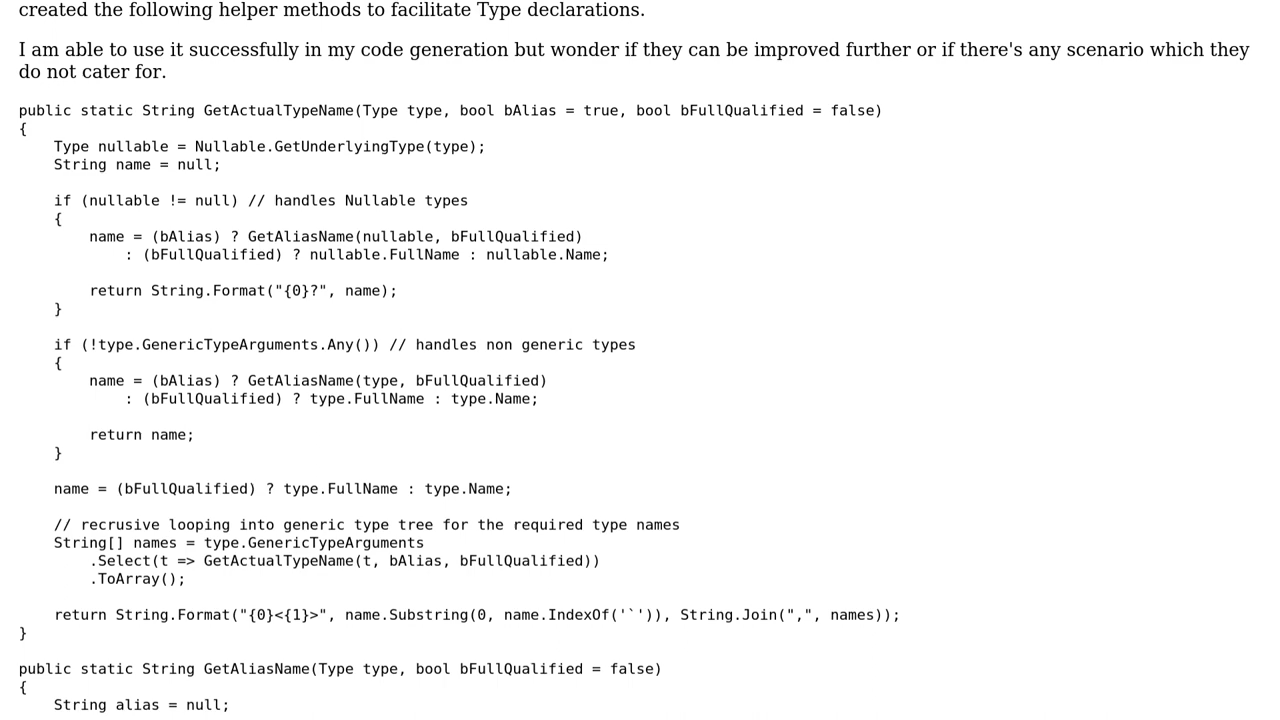 created the following helper methods to facilitate Type declarations.
I am able to use it successfully in my code generation but wonder if they can be improved further or if there's any scenario which they
do not cater for.
public static String GetActualTypeName(Type type, bool bAlias = true, bool bFullQualified = false)
{
    Type nullable = Nullable.GetUnderlyingType(type);
    String name = null;

    if (nullable != null) // handles Nullable types
    {
        name = (bAlias) ? GetAliasName(nullable, bFullQualified)
            : (bFullQualified) ? nullable.FullName : nullable.Name;

        return String.Format("{0}?", name);
    }

    if (!type.GenericTypeArguments.Any()) // handles non generic types
    {
        name = (bAlias) ? GetAliasName(type, bFullQualified)
            : (bFullQualified) ? type.FullName : type.Name;

        return name;
    }

    name = (bFullQualified) ? type.FullName : type.Name;

    // recrusive looping into generic type tree for the required type names
    String[] names = type.GenericTypeArguments
        .Select(t => GetActualTypeName(t, bAlias, bFullQualified))
        .ToArray();

    return String.Format("{0}<{1}>", name.Substring(0, name.IndexOf('`')), String.Join(",", names));
}

public static String GetAliasName(Type type, bool bFullQualified = false)
{
    String alias = null;